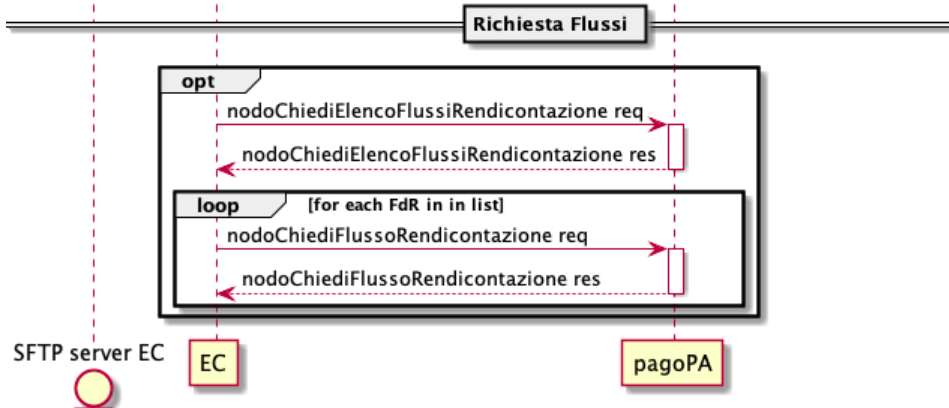 Richiesta Flussi
opt
nodoChiediElencoFlussiRendicontazione req
nodoChiediElencoFlussiRendicontazione res
loop [for each FdR in in list]
nodoChiediFlussoRendicontazione req
nodoChiediFlussoRendicontazione res
SFTP server EC
EC
pagoPA